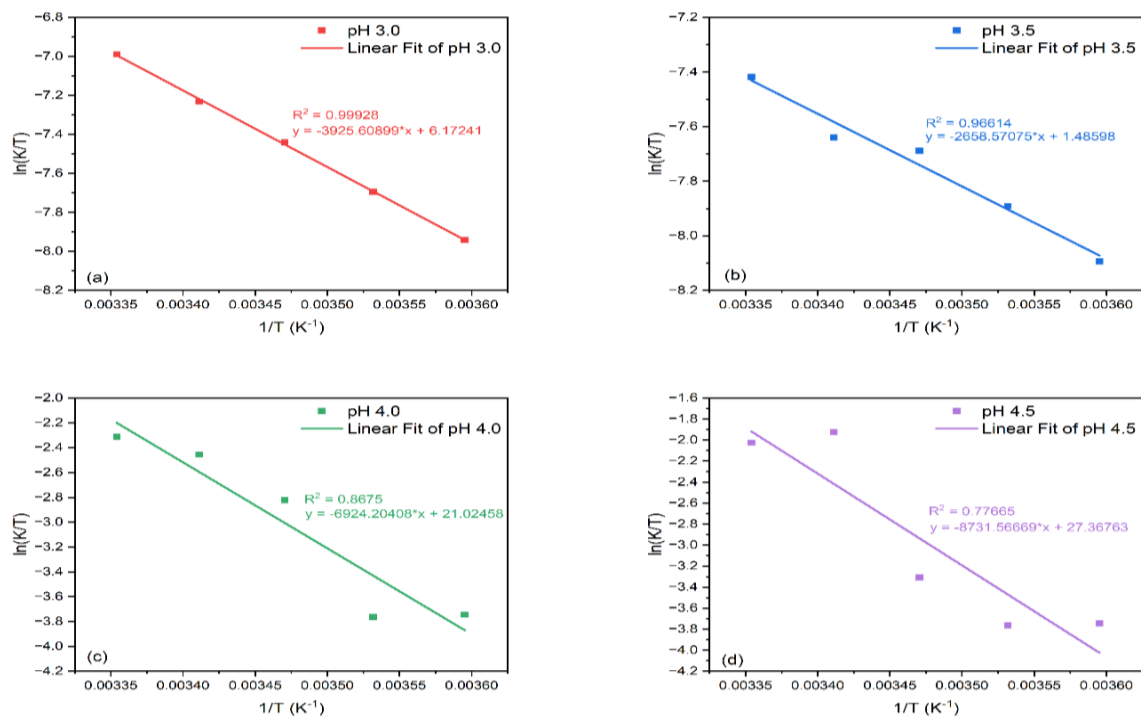 −6.8
−7.0
−7.2
−7.4
−7.6
−7.8
−8.0
−8.2
ln(K/T)
pH 3.0
Linear Fit of pH 3.0
R² = 0.99928
y = -3925.60899*x + 6.17241
(a)
0.00335 0.00340 0.00345 0.00350 0.00355 0.00360
1/T (K⁻¹)
−7.2
−7.4
−7.6
−7.8
−8.0
−8.2
ln(K/T)
pH 3.5
Linear Fit of pH 3.5
R² = 0.96614
y = -2658.57075*x + 1.48598
(b)
0.00335 0.00340 0.00345 0.00350 0.00355 0.00360
1/T (K⁻¹)
−2.0
−2.2
−2.4
−2.6
−2.8
−3.0
−3.2
−3.4
−3.6
−3.8
−4.0
−4.2
ln(K/T)
pH 4.0
Linear Fit of pH 4.0
R² = 0.8675
y = -6924.20408*x + 21.02458
(c)
0.00335 0.00340 0.00345 0.00350 0.00355 0.00360
1/T (K⁻¹)
−1.6
−1.8
−2.0
−2.2
−2.4
−2.6
−2.8
−3.0
−3.2
−3.4
−3.6
−3.8
−4.0
−4.2
ln(K/T)
pH 4.5
Linear Fit of pH 4.5
R² = 0.77665
y = -8731.56669*x + 27.36763
(d)
0.00335 0.00340 0.00345 0.00350 0.00355 0.00360
1/T (K⁻¹)